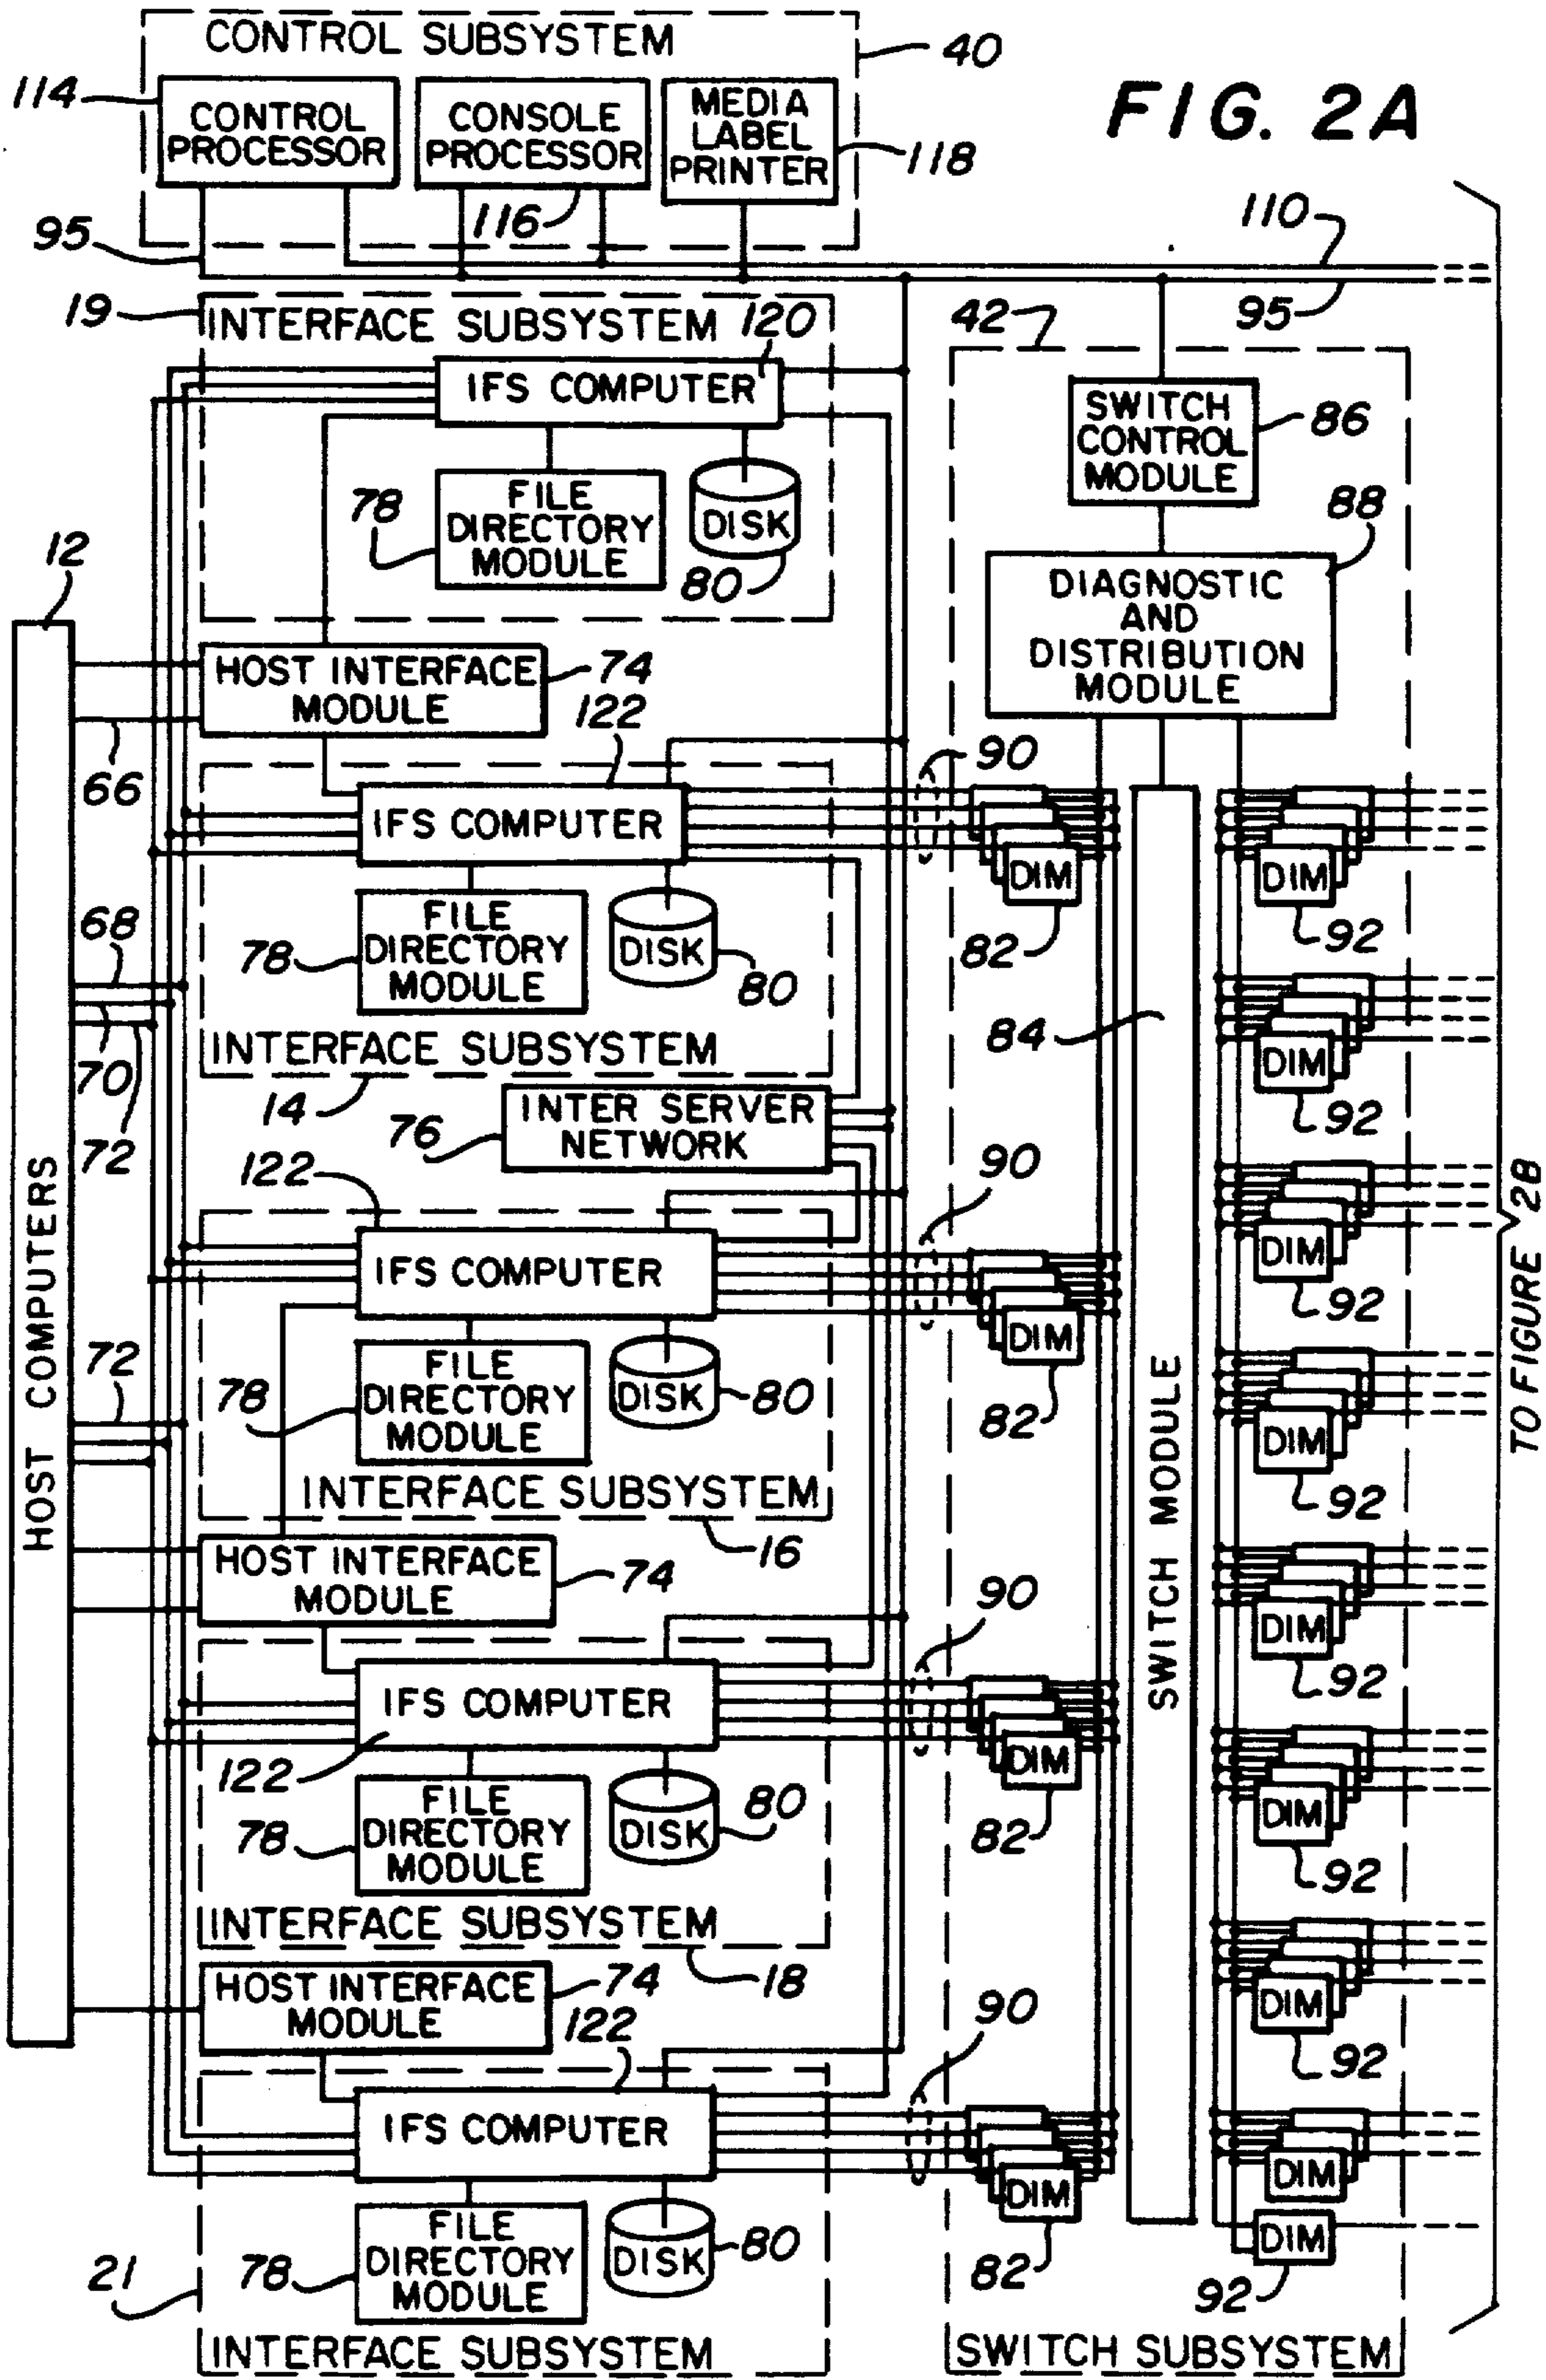 FIG. 2A
CONTROL SUBSYSTEM
40
114
CONTROL
PROCESSOR
CONSOLE
PROCESSOR
116
MEDIA
LABEL
PRINTER
118
95
110
95
19
INTERFACE SUBSYSTEM
120
IFS COMPUTER
78
FILE
DIRECTORY
MODULE
DISK
80
42
SWITCH
CONTROL
MODULE
86
88
DIAGNOSTIC
AND
DISTRIBUTION
MODULE
12
HOST COMPUTERS
HOST INTERFACE
MODULE
74
66
122
IFS COMPUTER
90
DIM
82
DIM
92
68
70
72
78
FILE
DIRECTORY
MODULE
DISK
80
INTERFACE SUBSYSTEM
14
84
SWITCH MODULE
DIM
92
76
INTER SERVER
NETWORK
122
90
IFS COMPUTER
DIM
82
DIM
92
TO FIGURE 2B
72
78
FILE
DIRECTORY
MODULE
DISK
80
INTERFACE SUBSYSTEM
16
DIM
92
HOST INTERFACE
MODULE
74
90
DIM
92
IFS COMPUTER
122
DIM
82
78
FILE
DIRECTORY
MODULE
DISK
80
DIM
92
INTERFACE SUBSYSTEM
18
HOST INTERFACE
MODULE
74
122
90
DIM
92
IFS COMPUTER
DIM
82
DIM
21
78
FILE
DIRECTORY
MODULE
DISK
80
DIM
92
INTERFACE SUBSYSTEM
SWITCH SUBSYSTEM